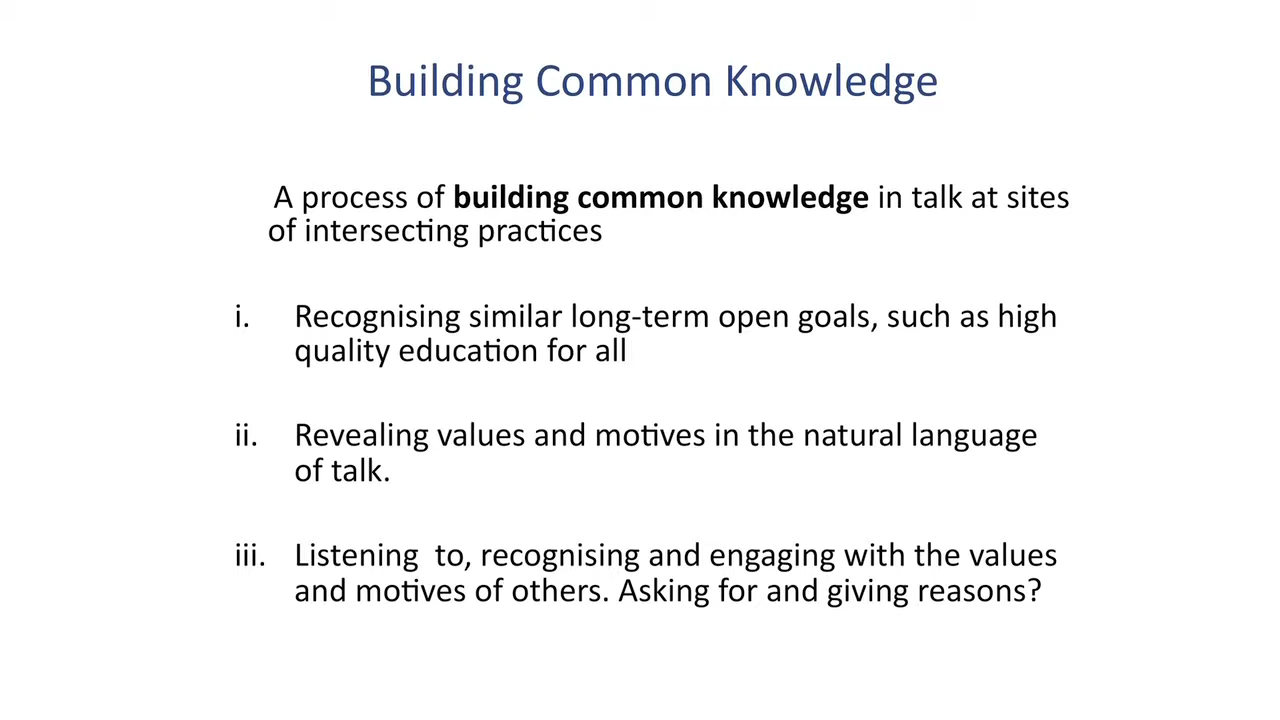 Building Common Knowledge
A process of building common knowledge in talk at sites
of intersecting practices
i. Recognising similar long-term open goals, such as high
quality education for all
ii. Revealing values and motives in the natural language
of talk.
iii. Listening  to, recognising and engaging with the values
and motives of others. Asking for and giving reasons?